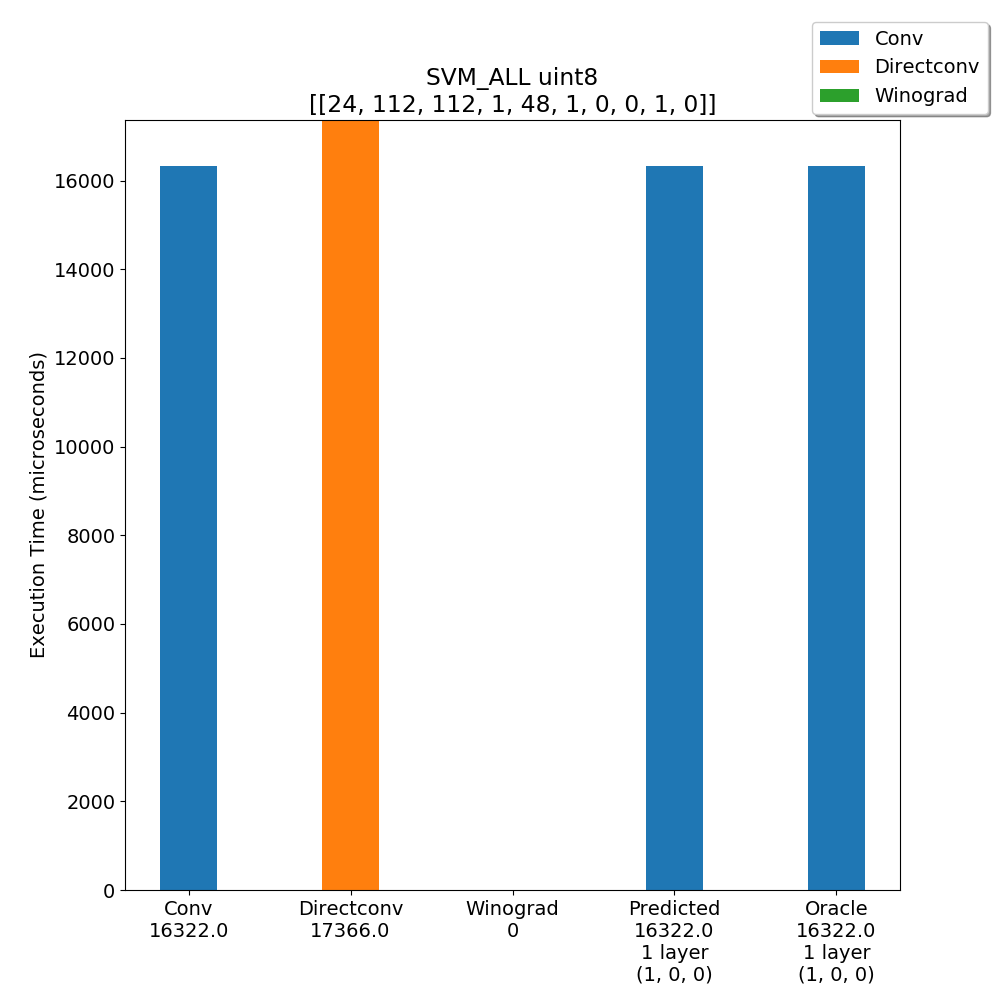 Conv
Directconv
Winograd
SVM_ALL uint8
[[24, 112, 112, 1, 48, 1, 0, 0, 1, 0]]
Execution Time (microseconds)
16000
14000
12000
10000
8000
6000
4000
2000
0
Conv Directconv Winograd Predicted Oracle
16322.0 17366.0 0 16322.0 16322.0
1 layer 1 layer
(1, 0, 0) (1, 0, 0)